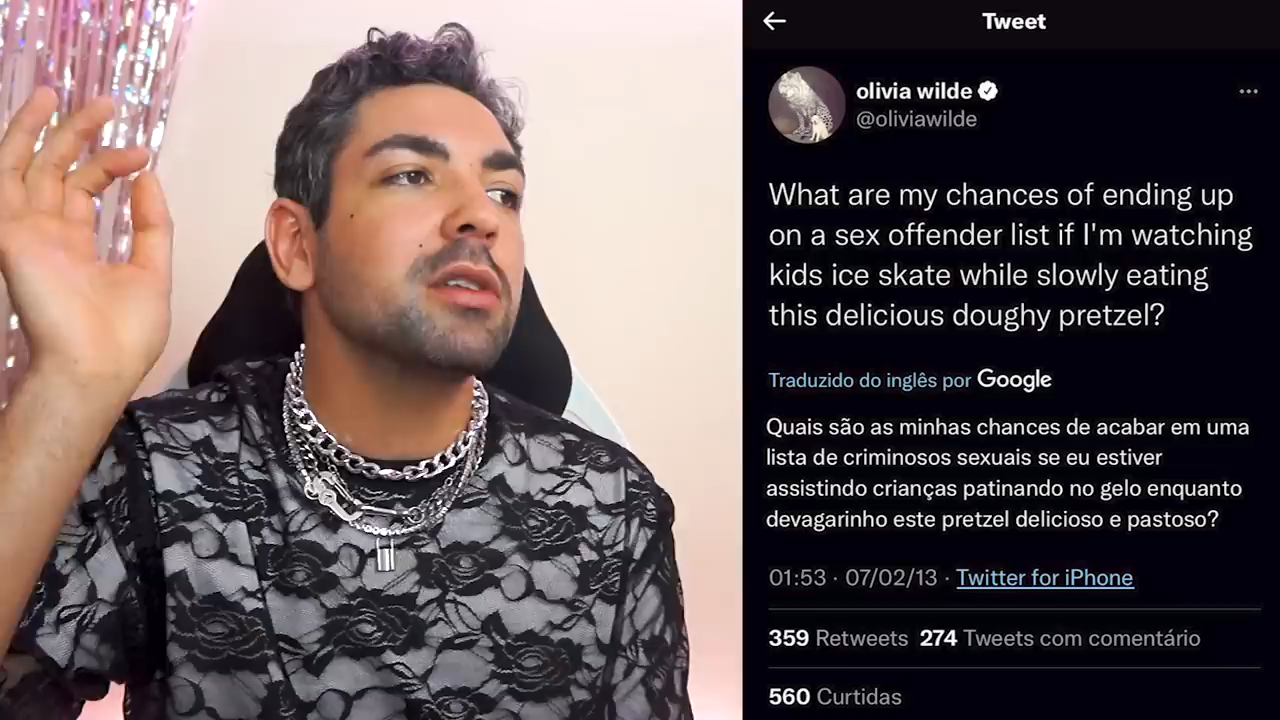 Tweet
olivia wilde
@oliviawilde
What are my chances of ending up
on a sex offender list if I'm watching
kids ice skate while slowly eating
this delicious doughy pretzel?
Traduzido do inglês por Google
Quais são as minhas chances de acabar em uma
lista de criminosos sexuais se eu estiver
assistindo crianças patinando no gelo enquanto
devagarinho este pretzel delicioso e pastoso?
01:53 · 07/02/13 · Twitter for iPhone
359 Retweets 274 Tweets com comentário
560 Curtidas